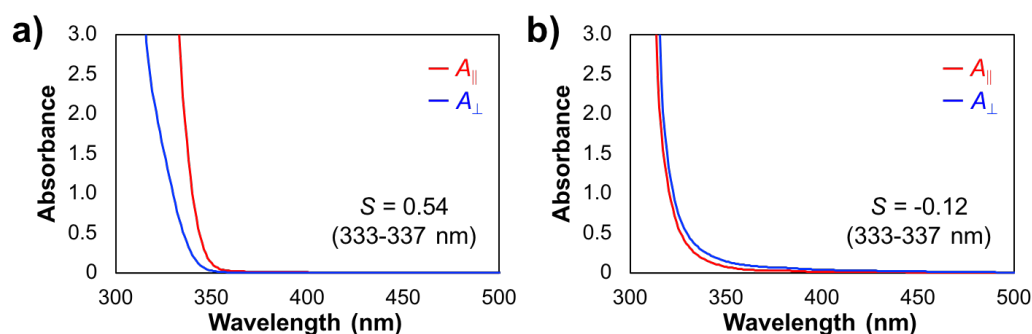 a)
3.0
2.5
2.0
1.5
1.0
0.5
0
Absorbance
A∥
A⊥
S = 0.54
(333-337 nm)
300
350
400
450
500
Wavelength (nm)
b)
3.0
2.5
2.0
1.5
1.0
0.5
0
Absorbance
A∥
A⊥
S = -0.12
(333-337 nm)
300
350
400
450
500
Wavelength (nm)